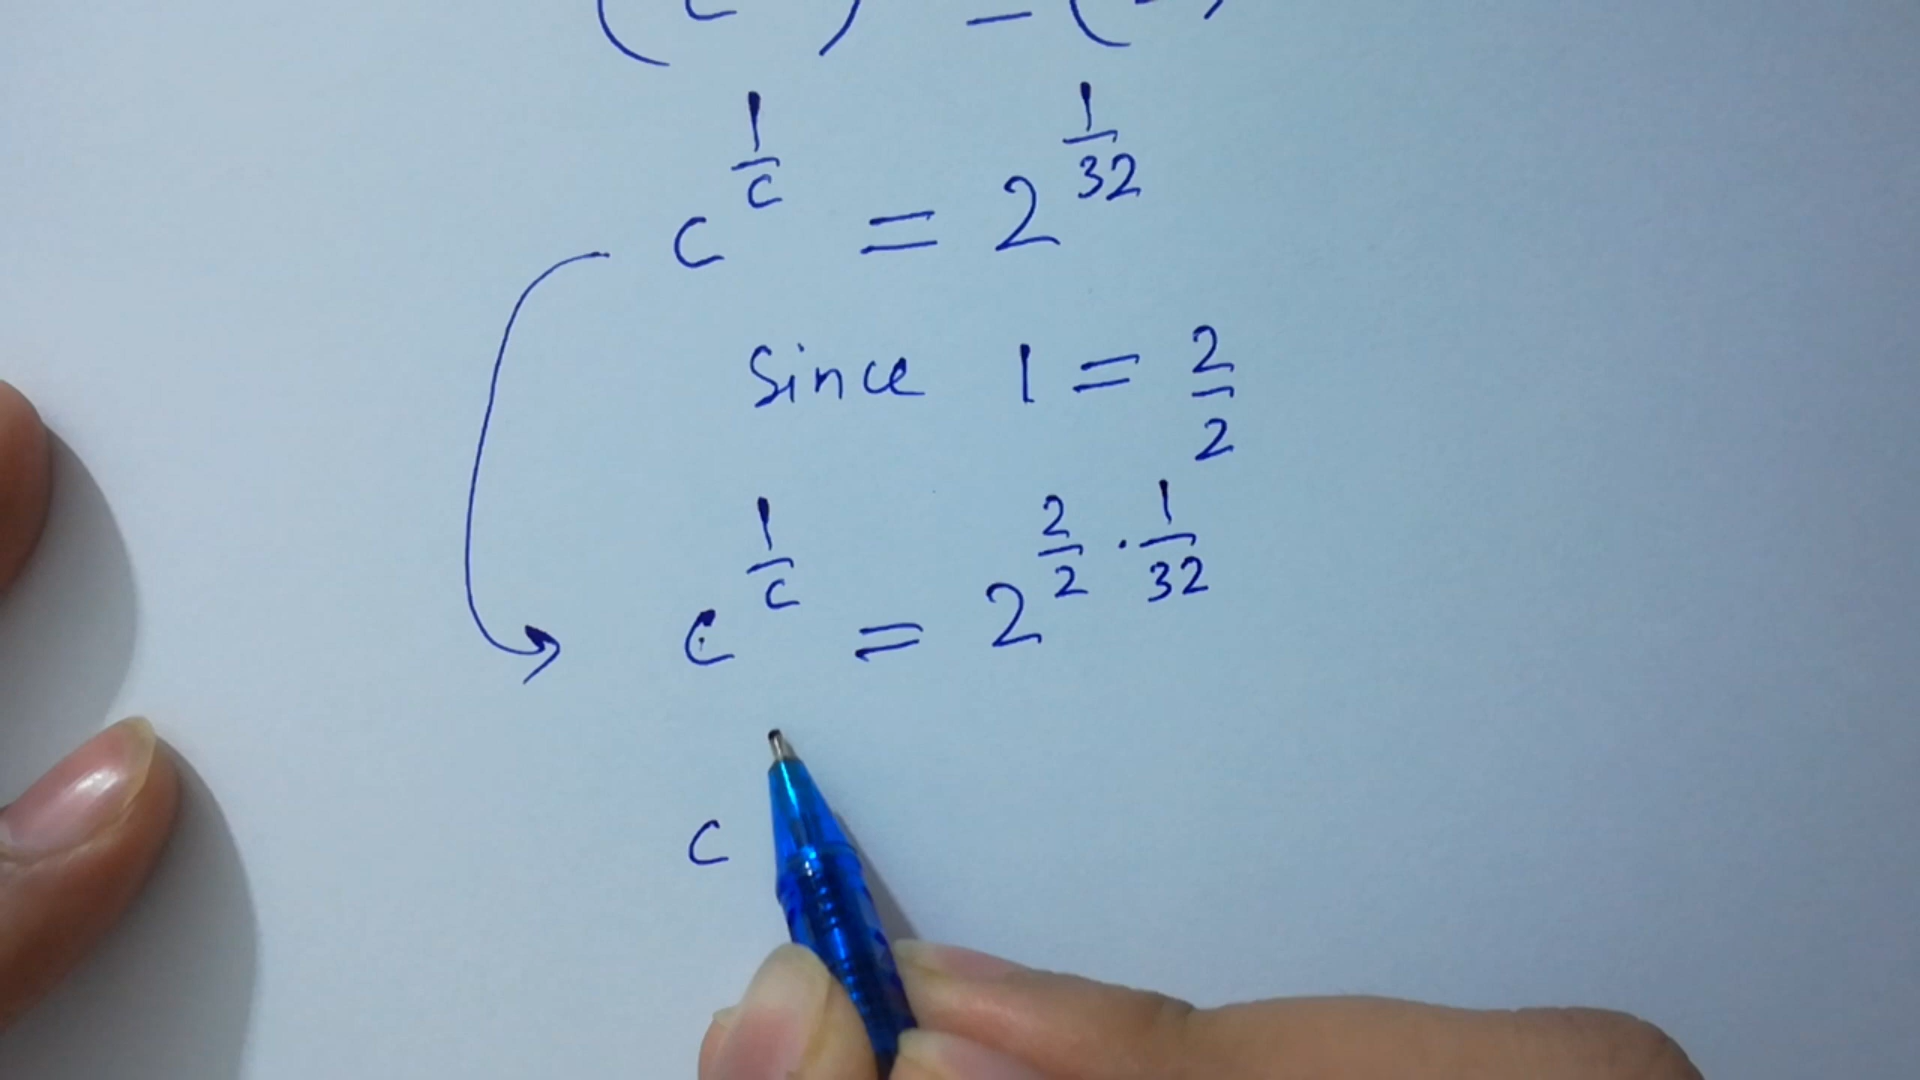 c^(1/c) = 2^(1/32)
Since 1 = 2/2
c^(1/c) = 2^(2/2 · 1/32)
c